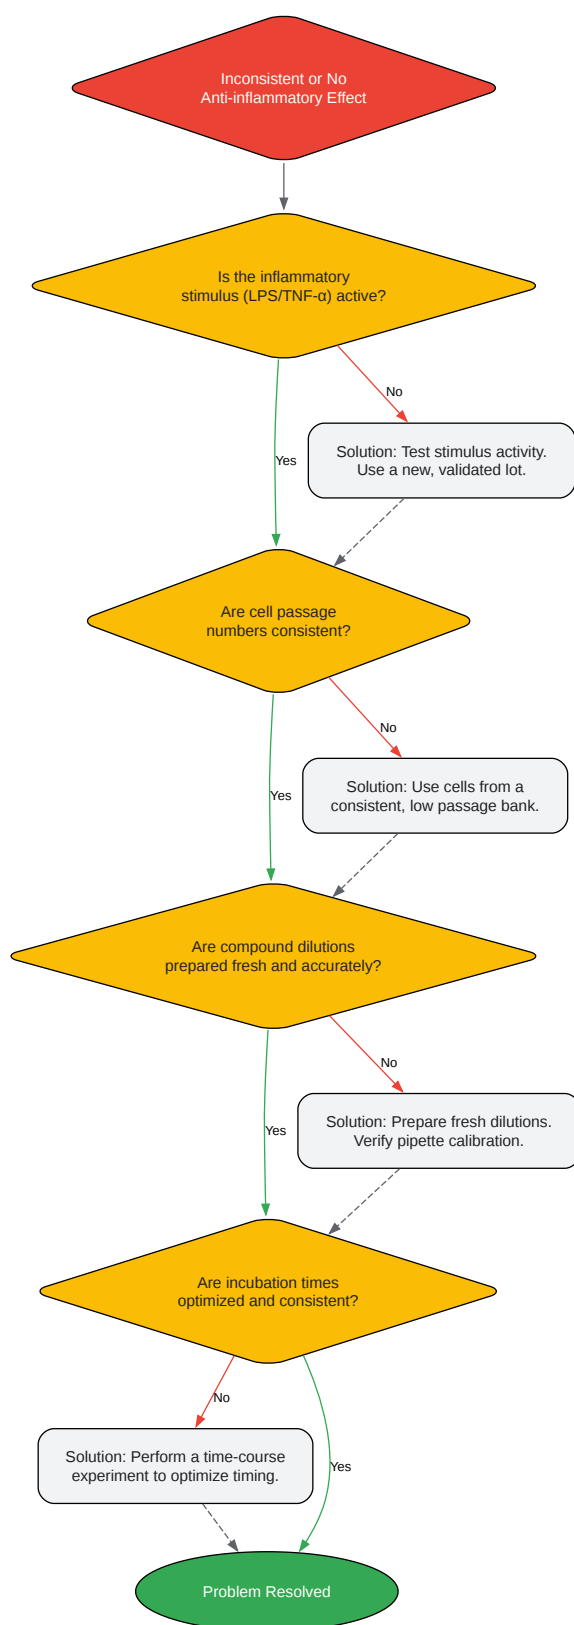 Inconsistent or No
Anti-inflammatory Effect
Is the inflammatory
stimulus (LPS/TNF-α) active?
No
Yes
Solution: Test stimulus activity.
Use a new, validated lot.
Are cell passage
numbers consistent?
No
Yes
Solution: Use cells from a
consistent, low passage bank.
Are compound dilutions
prepared fresh and accurately?
No
Yes
Solution: Prepare fresh dilutions.
Verify pipette calibration.
Are incubation times
optimized and consistent?
No
Yes
Solution: Perform a time-course
experiment to optimize timing.
Problem Resolved